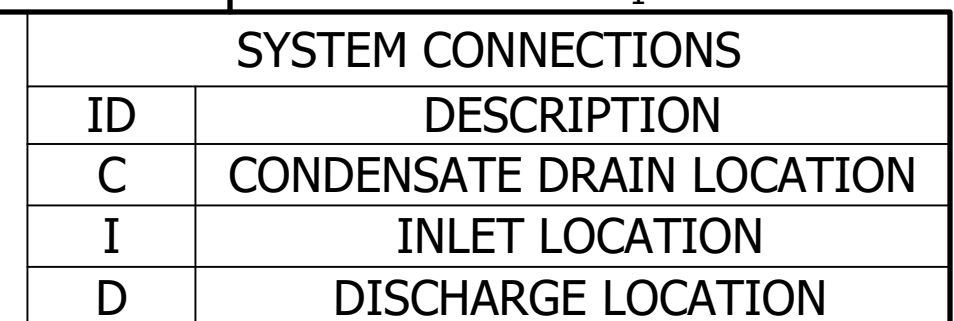 SYSTEM CONNECTIONS
ID DESCRIPTION
C CONDENSATE DRAIN LOCATION
I INLET LOCATION
D DISCHARGE LOCATION